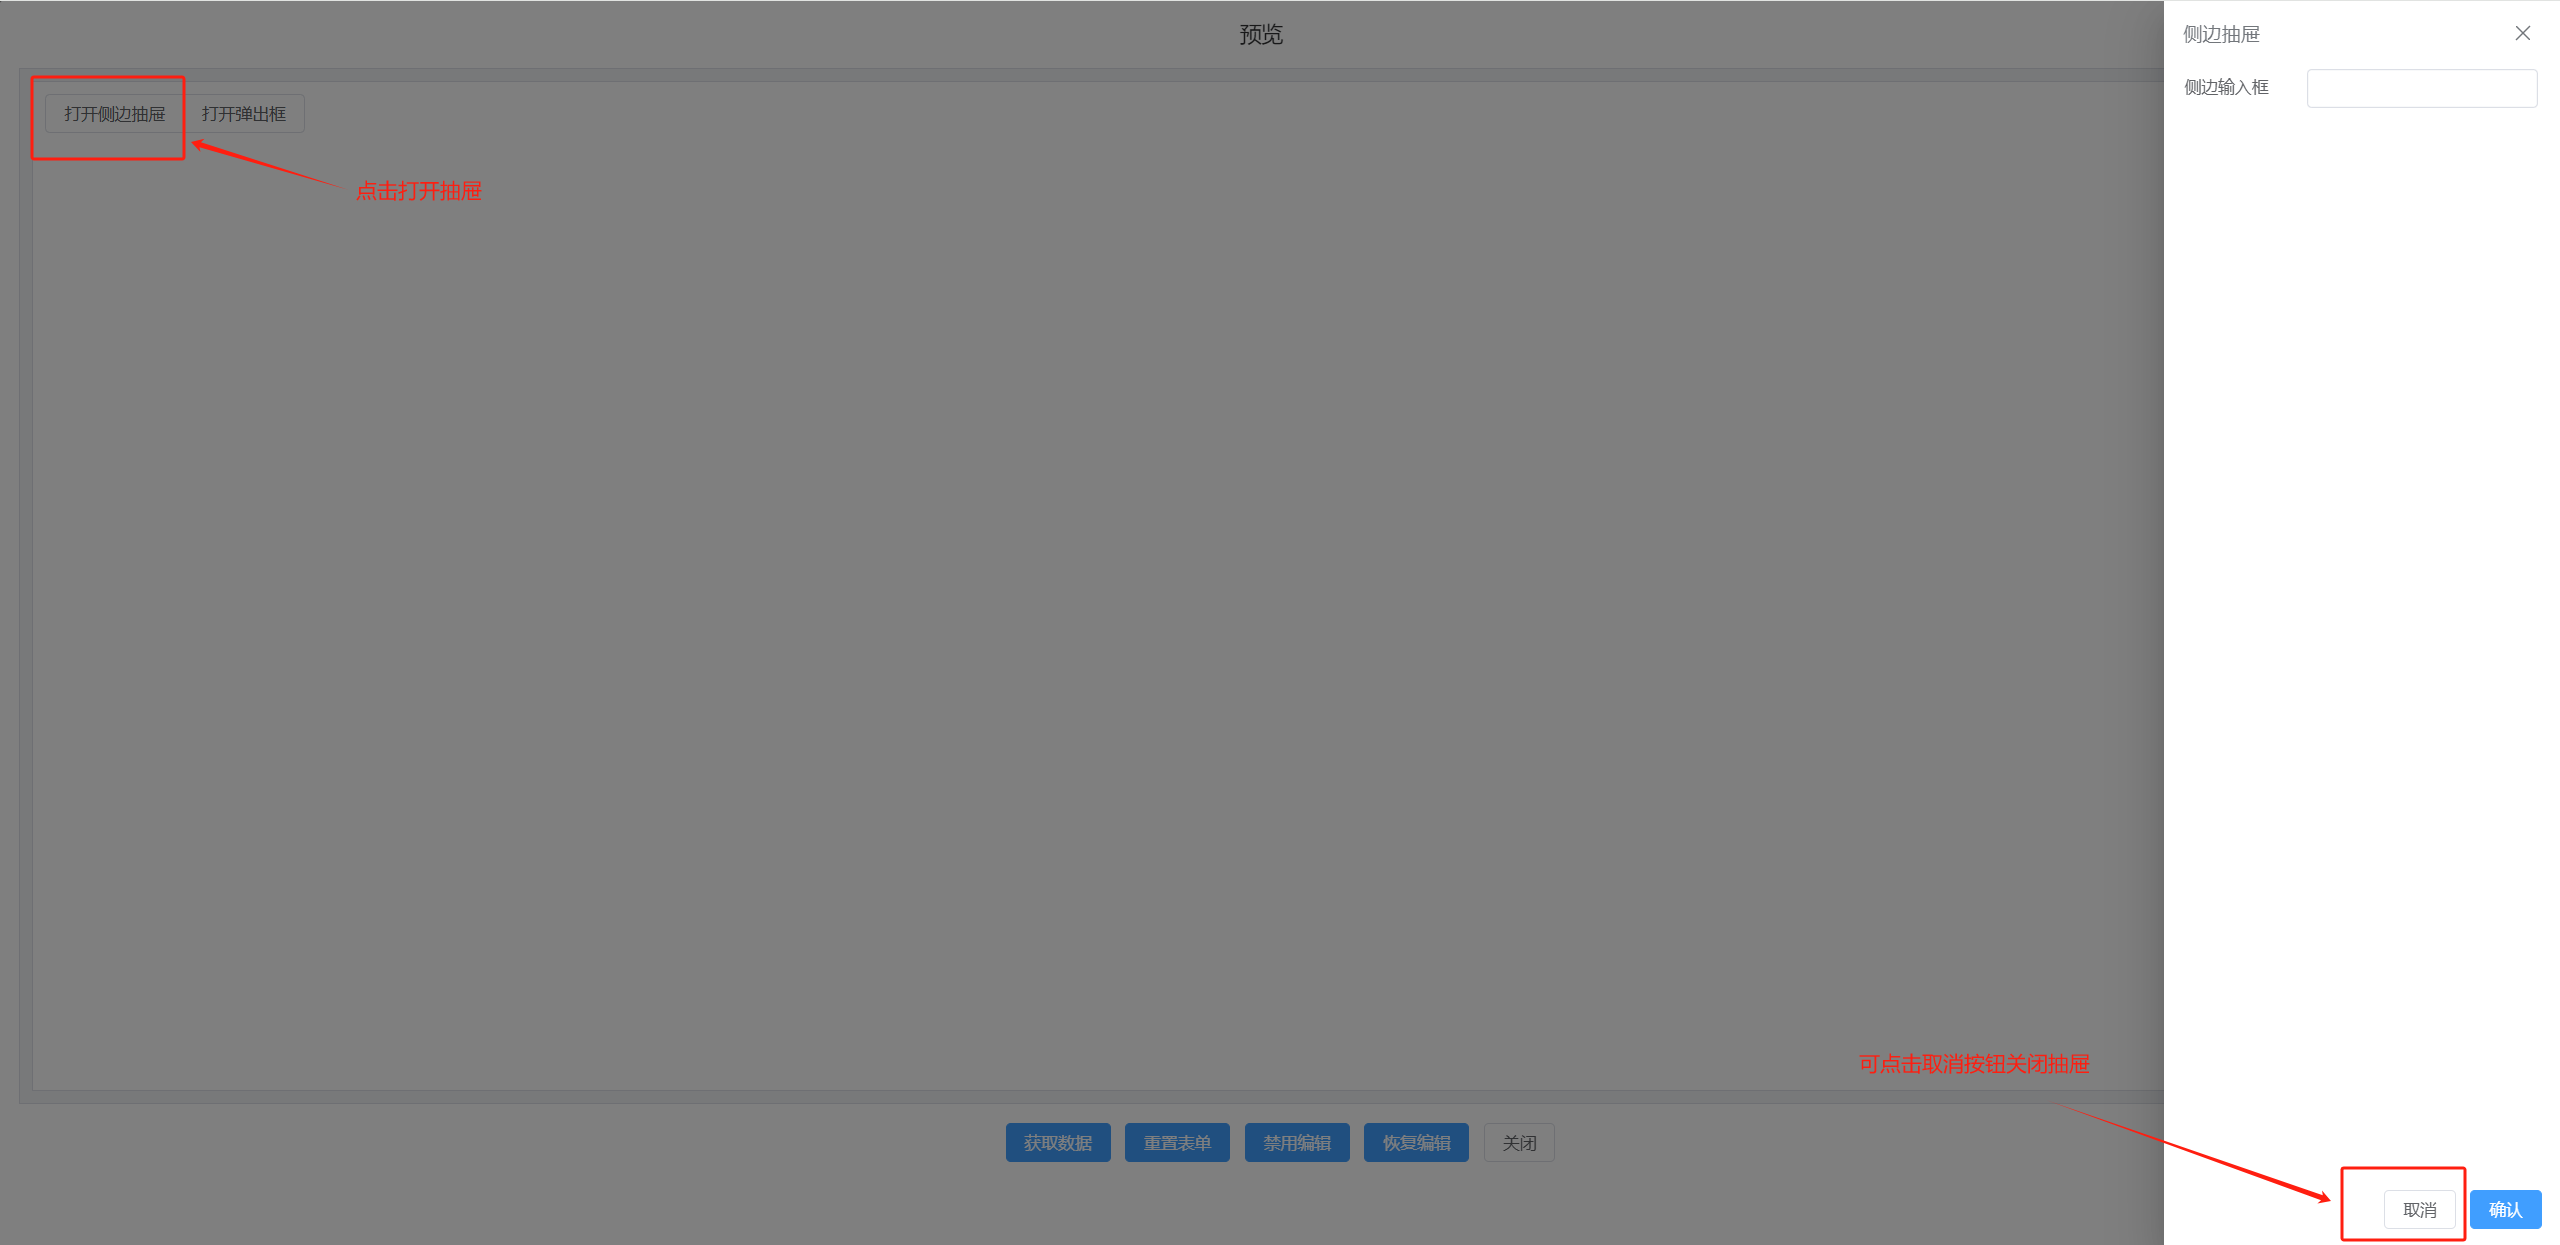 预览
打开侧边抽屉
打开弹出框
点击打开抽屉
侧边抽屉
侧边输入框
可点击取消按钮关闭抽屉
获取数据
重置表单
禁用编辑
恢复编辑
关闭
取消
确认